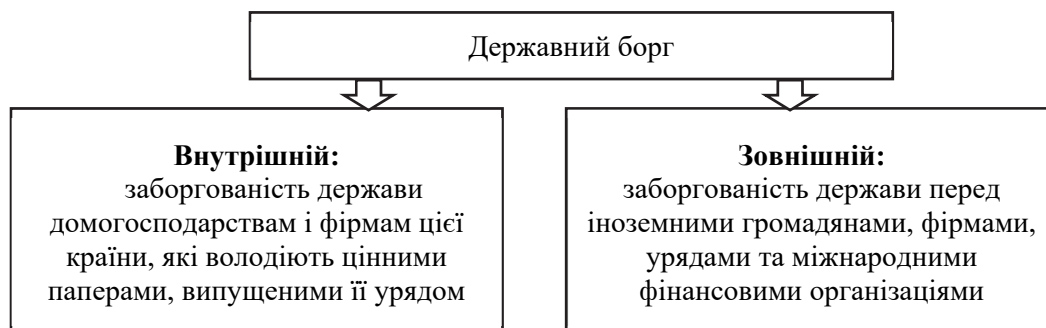 Державний борг
Внутрішній:
заборгованість держави
домогосподарствам і фірмам цієї
країни, які володіють цінними
паперами, випущеними її урядом
Зовнішній:
заборгованість держави перед
іноземними громадянами, фірмами,
урядами та міжнародними
фінансовими організаціями